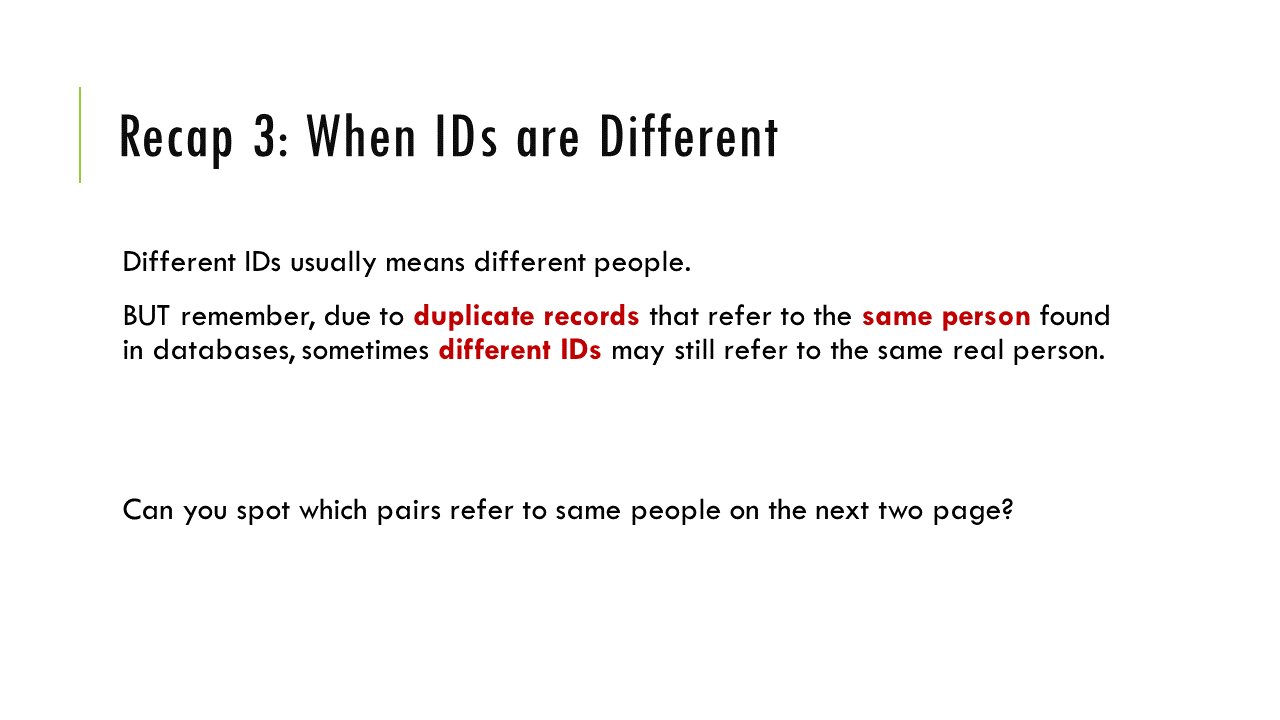 Recap 3: When IDs are Different
Different IDs usually means different people.
BUT remember, due to duplicate records that refer to the same person found
in databases, sometimes different IDs may still refer to the same real person.
Can you spot which pairs refer to same people on the next two page?